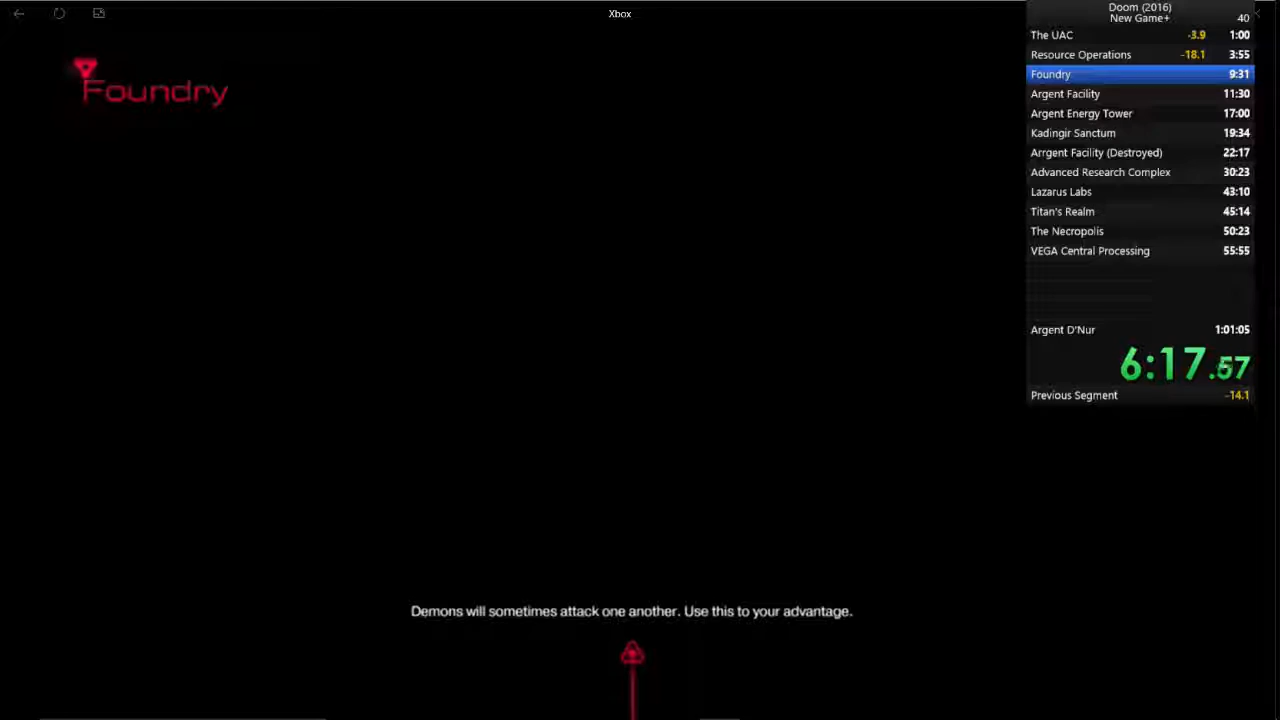 Xbox
Doom (2016)
New Game+ 40
The UAC -3.9 1:00
Resource Operations -18.1 3:55
Foundry 9:31
Argent Facility 11:30
Argent Energy Tower 17:00
Kadingir Sanctum 19:34
Arrgent Facility (Destroyed) 22:17
Advanced Research Complex 30:23
Lazarus Labs 43:10
Titan's Realm 45:14
The Necropolis 50:23
VEGA Central Processing 55:55
Argent D'Nur 1:01:05
6:17.57
Previous Segment -14.1
Foundry
Demons will sometimes attack one another. Use this to your advantage.